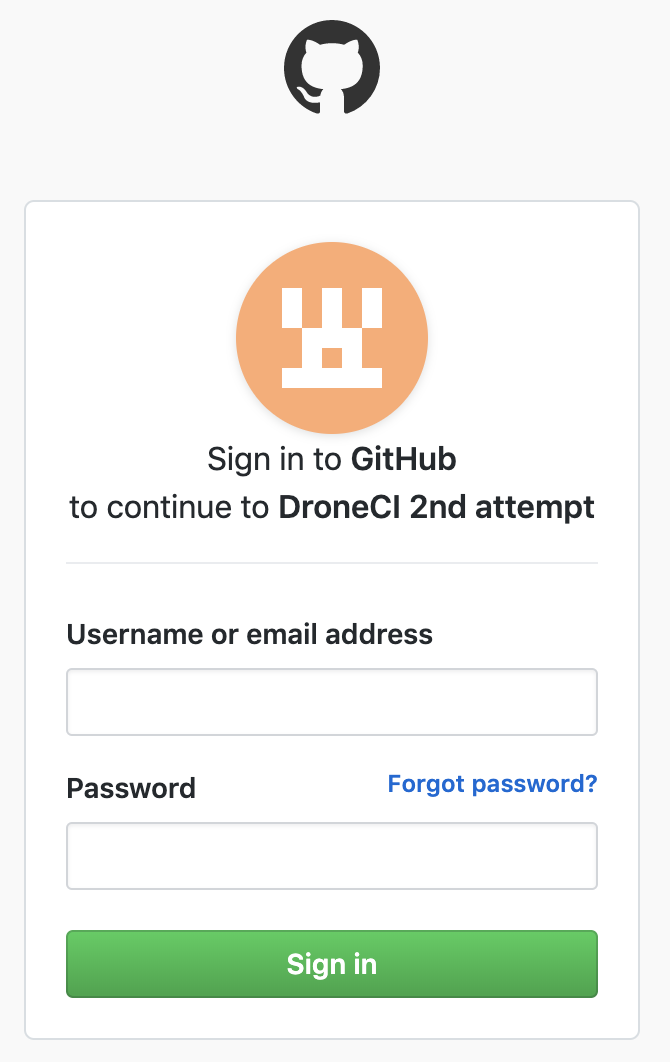 Sign in to GitHub
to continue to DroneCI 2nd attempt
Username or email address
Password
Forgot password?
Sign in